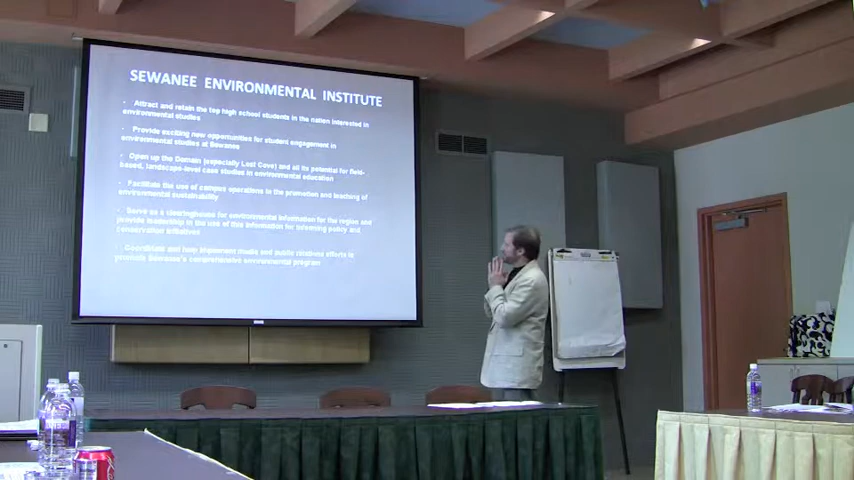 SEWANEE ENVIRONMENTAL INSTITUTE
• Attract and retain the top high school students in the nation interested in
environmental studies
• Provide exciting new opportunities for student engagement in
environmental studies at Sewanee
• Open up the Domain (especially Lost Cove) and all its potential for field-
based, landscape-level case studies in environmental education
• Facilitate the use of campus operations in the promotion and teaching of
environmental sustainability
• Serve as a clearinghouse for environmental information for the region and
provide leadership in the use of this information for informing policy and
conservation initiatives
• Coordinate and help implement media and public relations efforts to
promote Sewanee's comprehensive environmental program